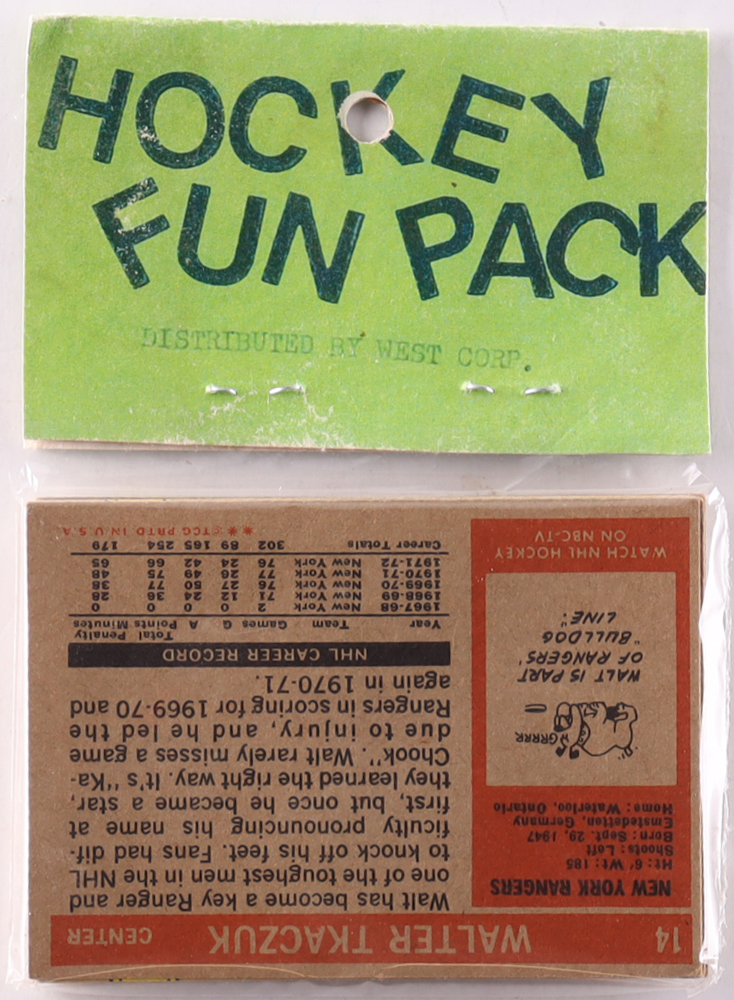 HOCKEY
FUN PACK
DISTRIBUTED BY WEST CORP.
14 WALTER TKACZUK CENTER
NEW YORK RANGERS
Ht: 6' Wt: 185
Shoots: Left
Born: Sept. 29, 1947
Einstedetten, Germany
Home: Waterloo, Ontario
GRRRR
WALT IS PART
OF RANGERS'
"BULLDOG
LINE."
WATCH NHL HOCKEY
ON NBC-TV
Walt has become a key Ranger and
one of the toughest men in the NHL
to knock off his feet. Fans had dif-
ficulty pronouncing his name at
first, but once he became a star,
they learned the right way. It's "Ka-
Chook". Walt rarely misses a game
due to injury, and he led the
Rangers in scoring for 1969-70 and
again in 1970-71.
NHL CAREER RECORD
Year Team Games G A Total Points Penalty Minutes
1967-68 New York 2 0 0 0 0
1968-69 New York 71 12 24 36 28
1969-70 New York 76 27 50 77 38
1970-71 New York 77 26 49 75 48
1971-72 New York 76 24 42 66 65
Career Totals 302 89 165 254 179
**©TCG PRTD IN U.S.A.